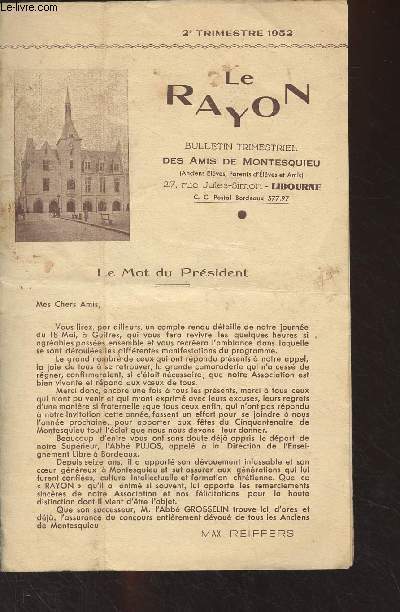 Le-livre.com
2e TRIMESTRE 1952
Le
RAYON
BULLETIN TRIMESTRIEL
DES AMIS DE MONTESQUIEU
(Anciens Élèves, Parents d'Élèves et Amis)
27, rue Jules-Simon - LIBOURNE
C. C. Postal Bordeaux 577.97
Le Mot du Président
Mes Chers Amis,
Vous lirez, par ailleurs, un compte rendu détaillé de notre journée
du 18 Mai, à Guîtres, qui vous fera revivre les quelques heures si
agréables passées ensemble et vous recréera l'ambiance dans laquelle
se sont déroulées les différentes manifestations du programme.
Le grand nombre de ceux qui ont répondu présents à notre appel,
la joie de tous à se retrouver, la grande camaraderie qui n'a cessé de
régner, confirmeraient, si c'était nécessaire, que notre Association est
bien vivante et répond aux vœux de tous.
Merci donc, encore une fois à tous les présents, merci à tous ceux
qui n'ont pu venir et qui m'ont exprimé avec leurs excuses, leurs regrets
d'une manière si fraternelle que tous ceux enfin, qui n'ont pas répondu
à notre invitation cette année, fassent un effort pour se joindre à nous
l'année prochaine, pour apporter aux fêtes du Cinquantenaire de
Montesquieu tout l'éclat que nous nous devons leur donner.
Beaucoup d'entre vous ont sans doute déjà appris le départ de
notre Supérieur, l'Abbé PUJOS, appelé à la Direction de l'Ensei-
gnement Libre à Bordeaux.
Depuis seize ans, il a apporté son dévouement inlassable et son
cœur généreux à Montesquieu et sut assurer aux générations qui lui
furent confiées, culture intellectuelle et formation chrétienne. Que ce
« RAYON » qu'il a animé si souvent, lui apporte les remerciements
sincères de notre Association et nos félicitations pour la haute
distinction dont il vient d'être l'objet.
Que son successeur, M. l'Abbé GROSSELIN trouve ici, d'ores et
déjà, l'assurance du concours entièrement dévoué de tous les Anciens
de Montesquieu
MAX REIFFERS